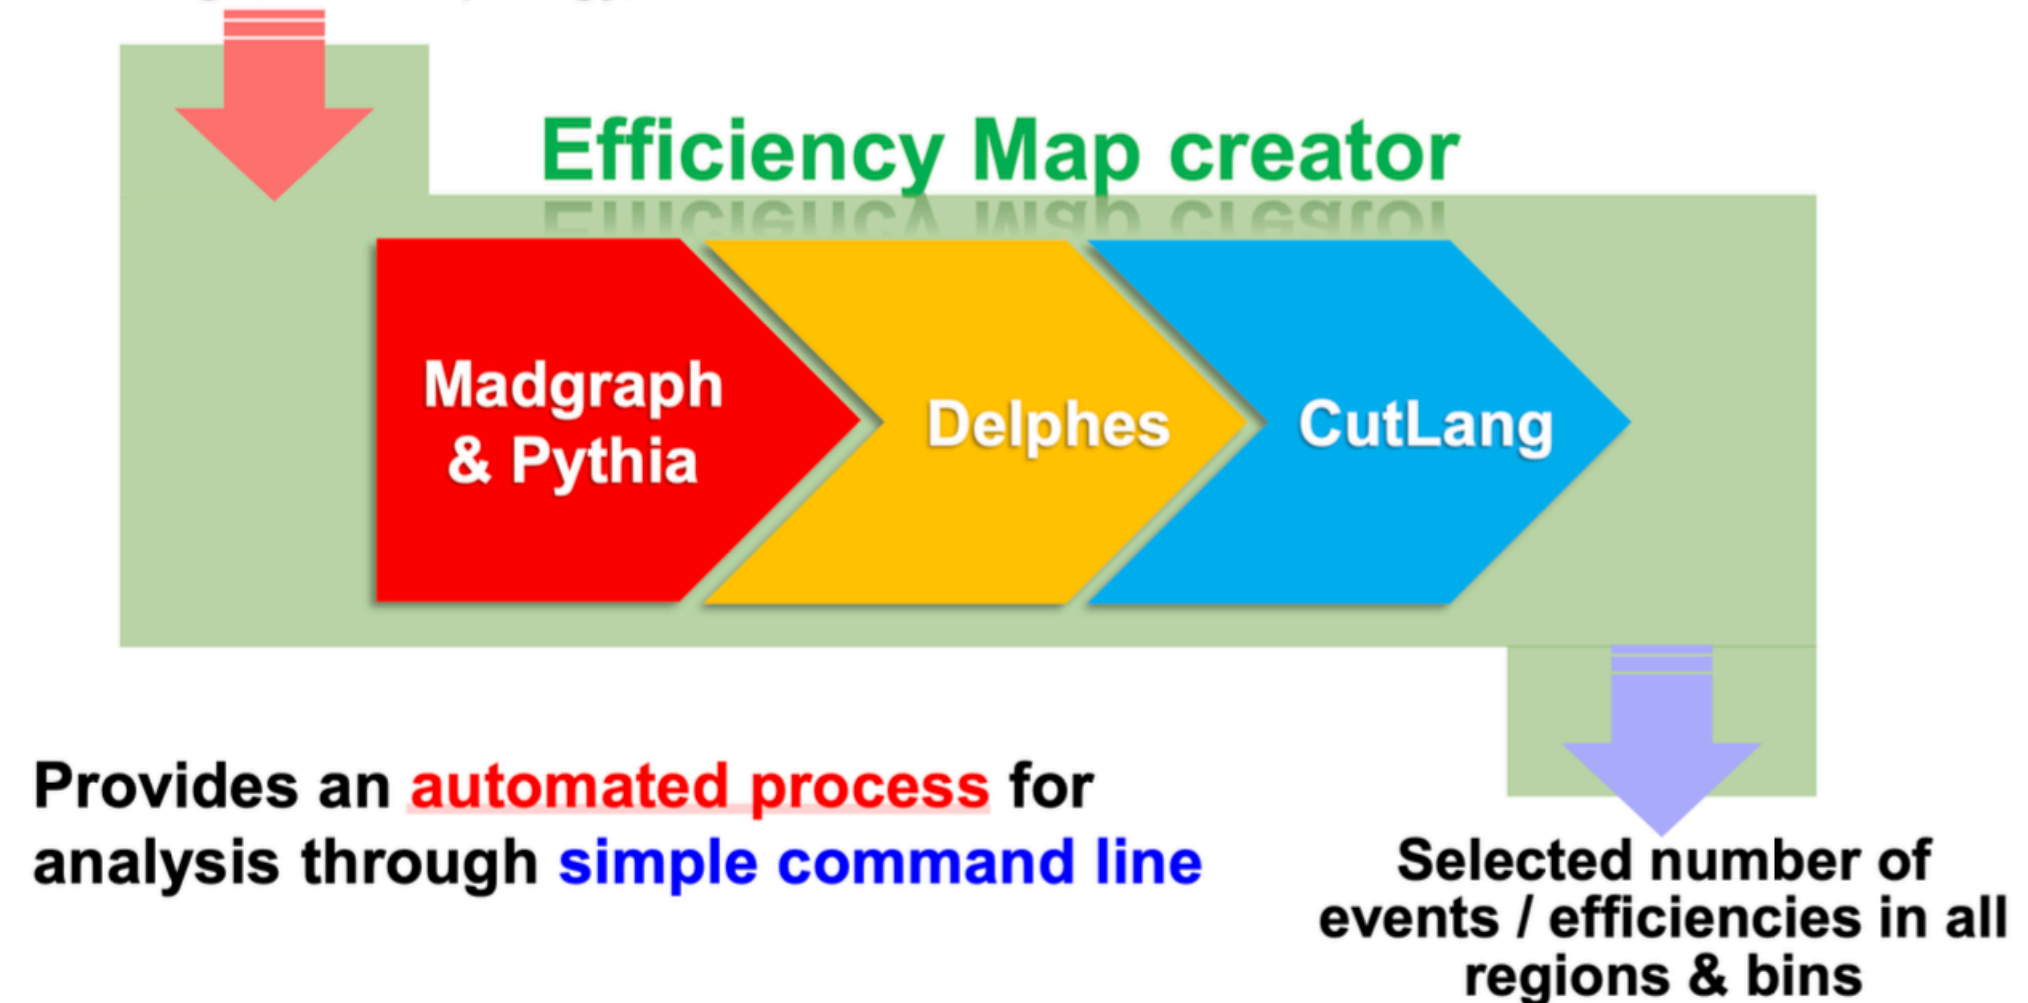 Efficiency Map creator
Madgraph
& Pythia
Delphes
CutLang
Provides an automated process for
analysis through simple command line
Selected number of
events / efficiencies in all
regions & bins